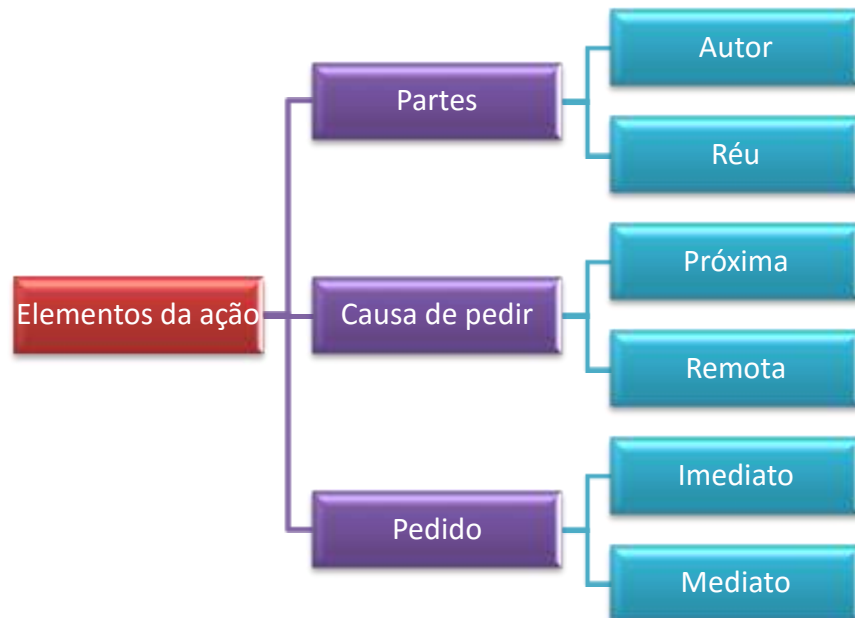 Elementos da ação
Partes
Autor
Réu
Causa de pedir
Próxima
Remota
Pedido
Imediato
Mediato